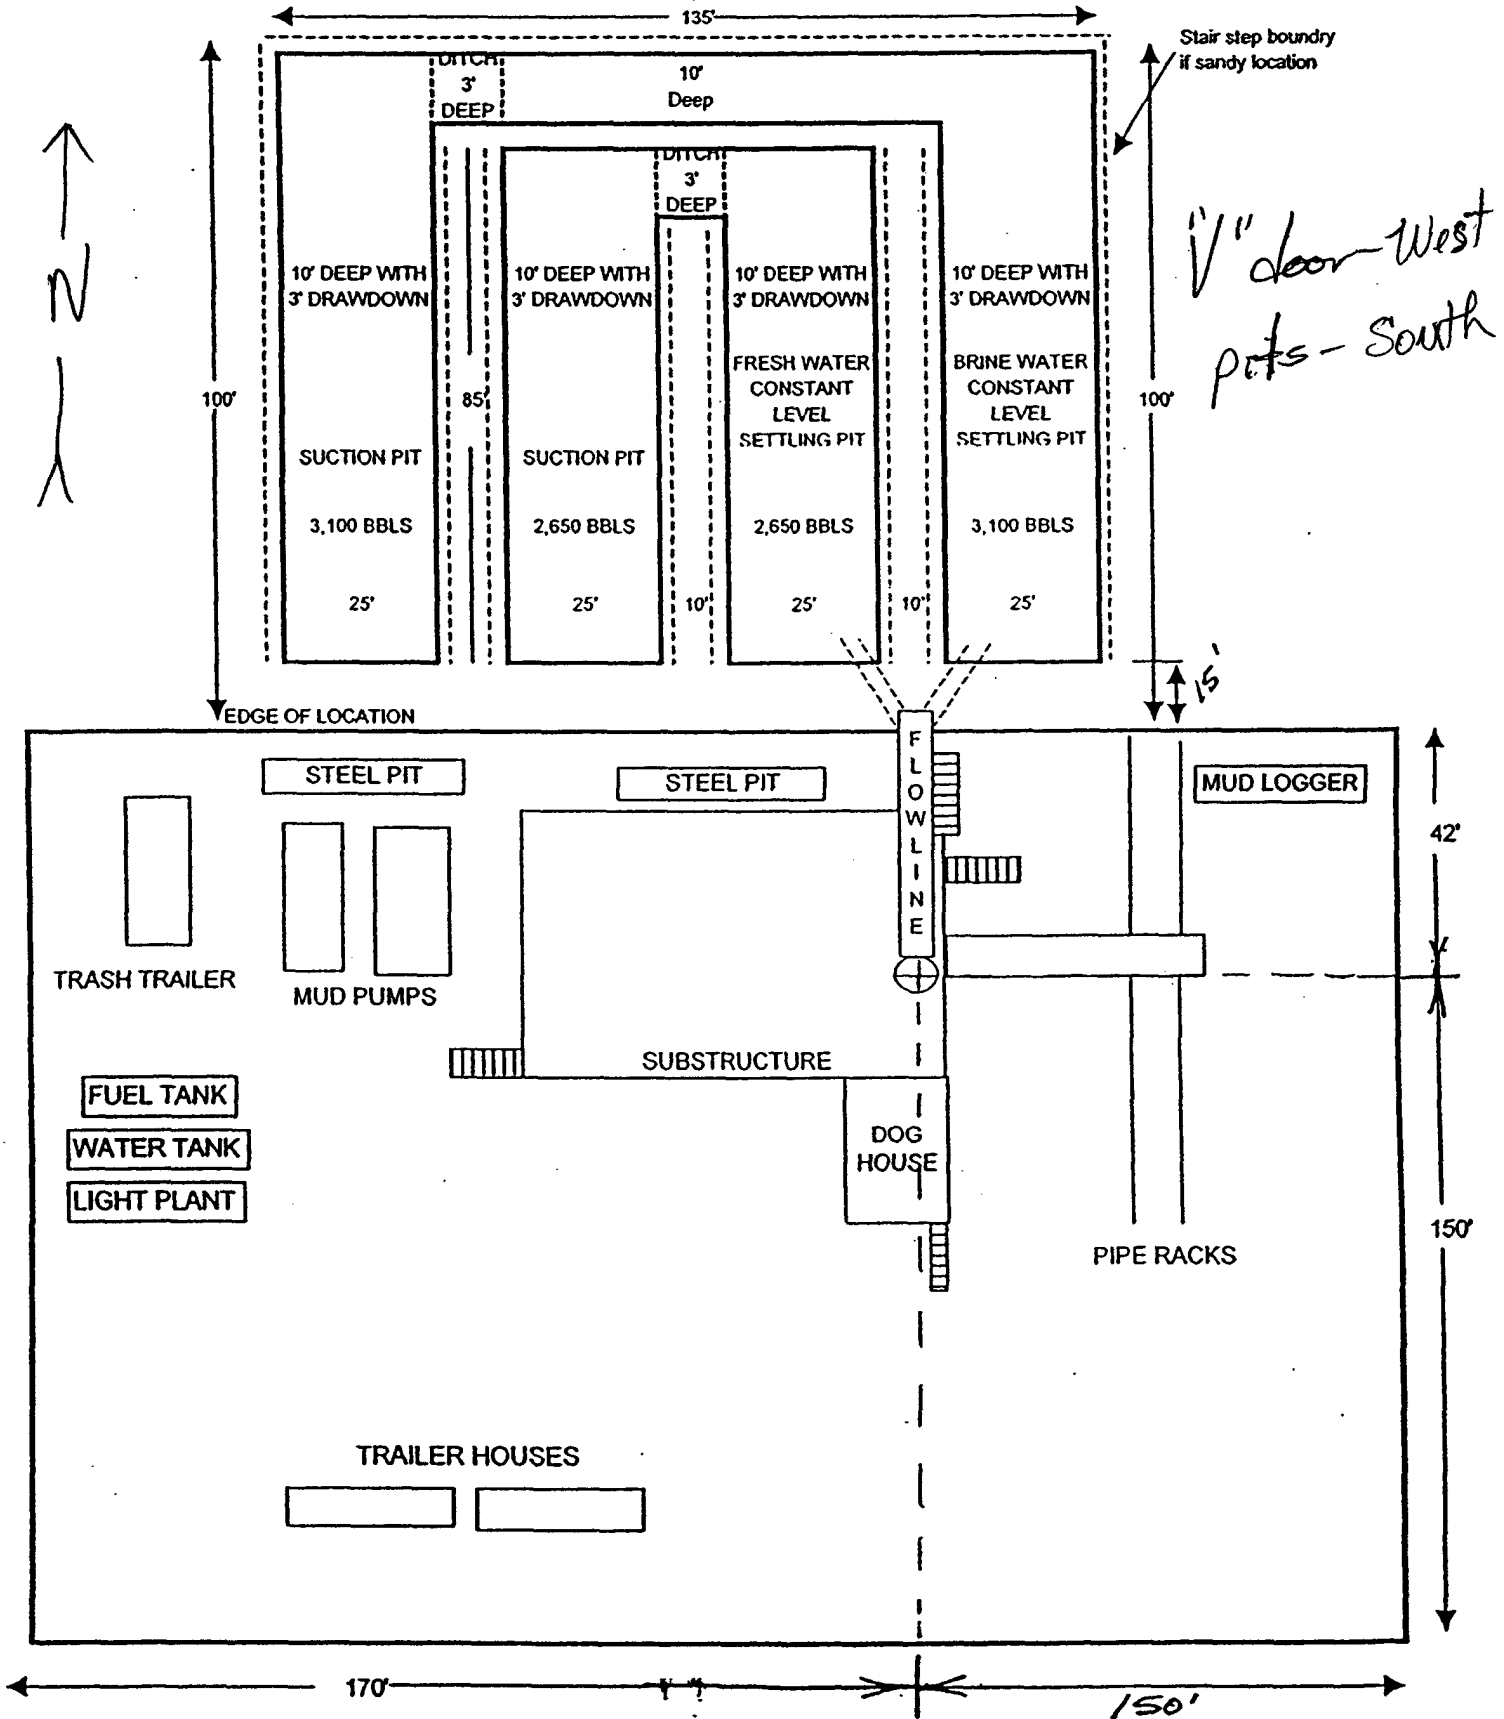 135'
Stair step boundry
if sandy location
DITCH
3'
DEEP
10'
Deep
DITCH
3'
DEEP
N
"V" door - West
pits - South
10' DEEP WITH
3' DRAWDOWN
10' DEEP WITH
3' DRAWDOWN
10' DEEP WITH
3' DRAWDOWN
10' DEEP WITH
3' DRAWDOWN
FRESH WATER
CONSTANT
LEVEL
SETTLING PIT
BRINE WATER
CONSTANT
LEVEL
SETTLING PIT
100'
85'
100'
SUCTION PIT
SUCTION PIT
3,100 BBLS
2,650 BBLS
2,650 BBLS
3,100 BBLS
25'
25'
10'
25'
10'
25'
15'
EDGE OF LOCATION
FLOWLINE
STEEL PIT
STEEL PIT
MUD LOGGER
42'
TRASH TRAILER
MUD PUMPS
SUBSTRUCTURE
FUEL TANK
WATER TANK
LIGHT PLANT
DOG
HOUSE
150'
PIPE RACKS
TRAILER HOUSES
170'
150'